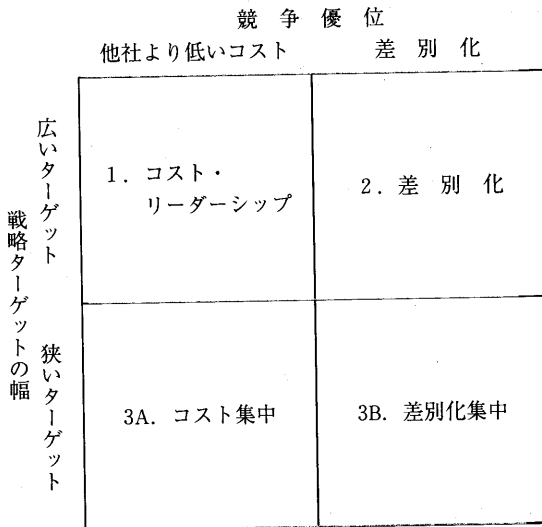 競争優位
他社より低いコスト
差別化
戦略ターゲットの幅
広いターゲット
1. コスト・
リーダーシップ
2. 差別化
狭いターゲット
3A. コスト集中
3B. 差別化集中